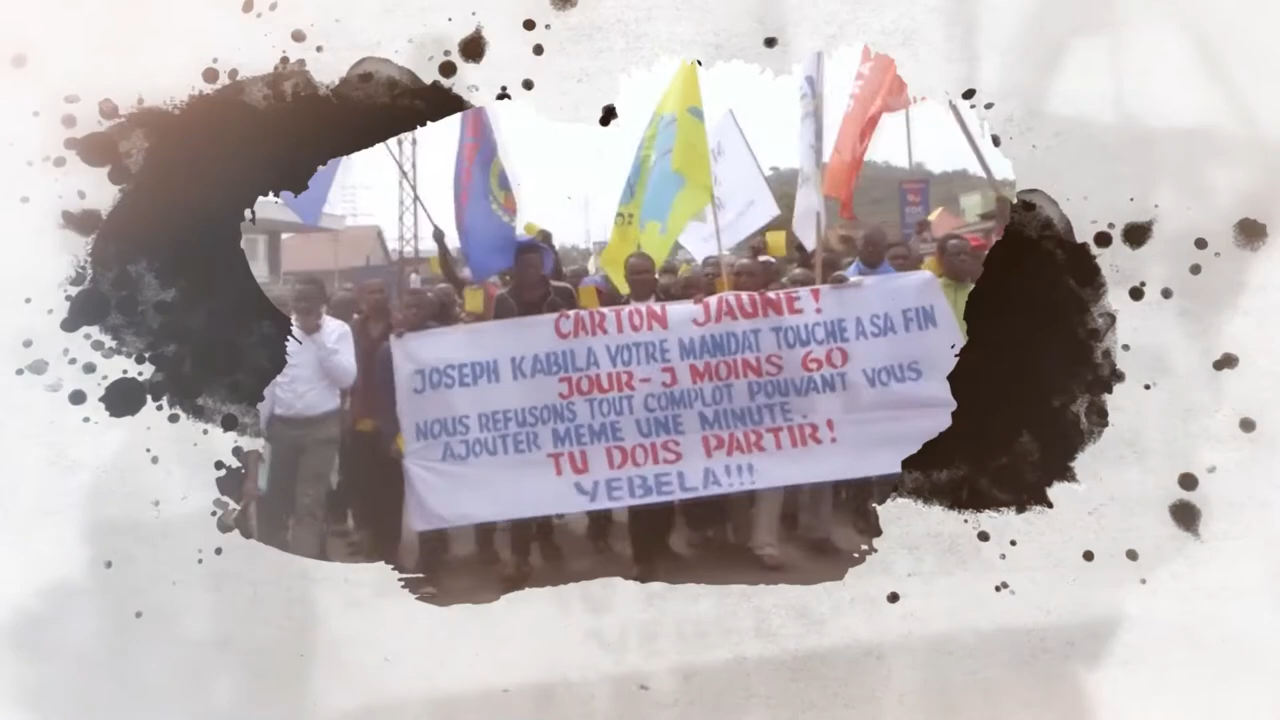 CARTON JAUNE!
JOSEPH KABILA VOTRE MANDAT TOUCHE A SA FIN
JOUR-J MOINS 60
NOUS REFUSONS TOUT COMPLOT POUVANT VOUS
AJOUTER MEME UNE MINUTE.
TU DOIS PARTIR!
YEBELA!!!